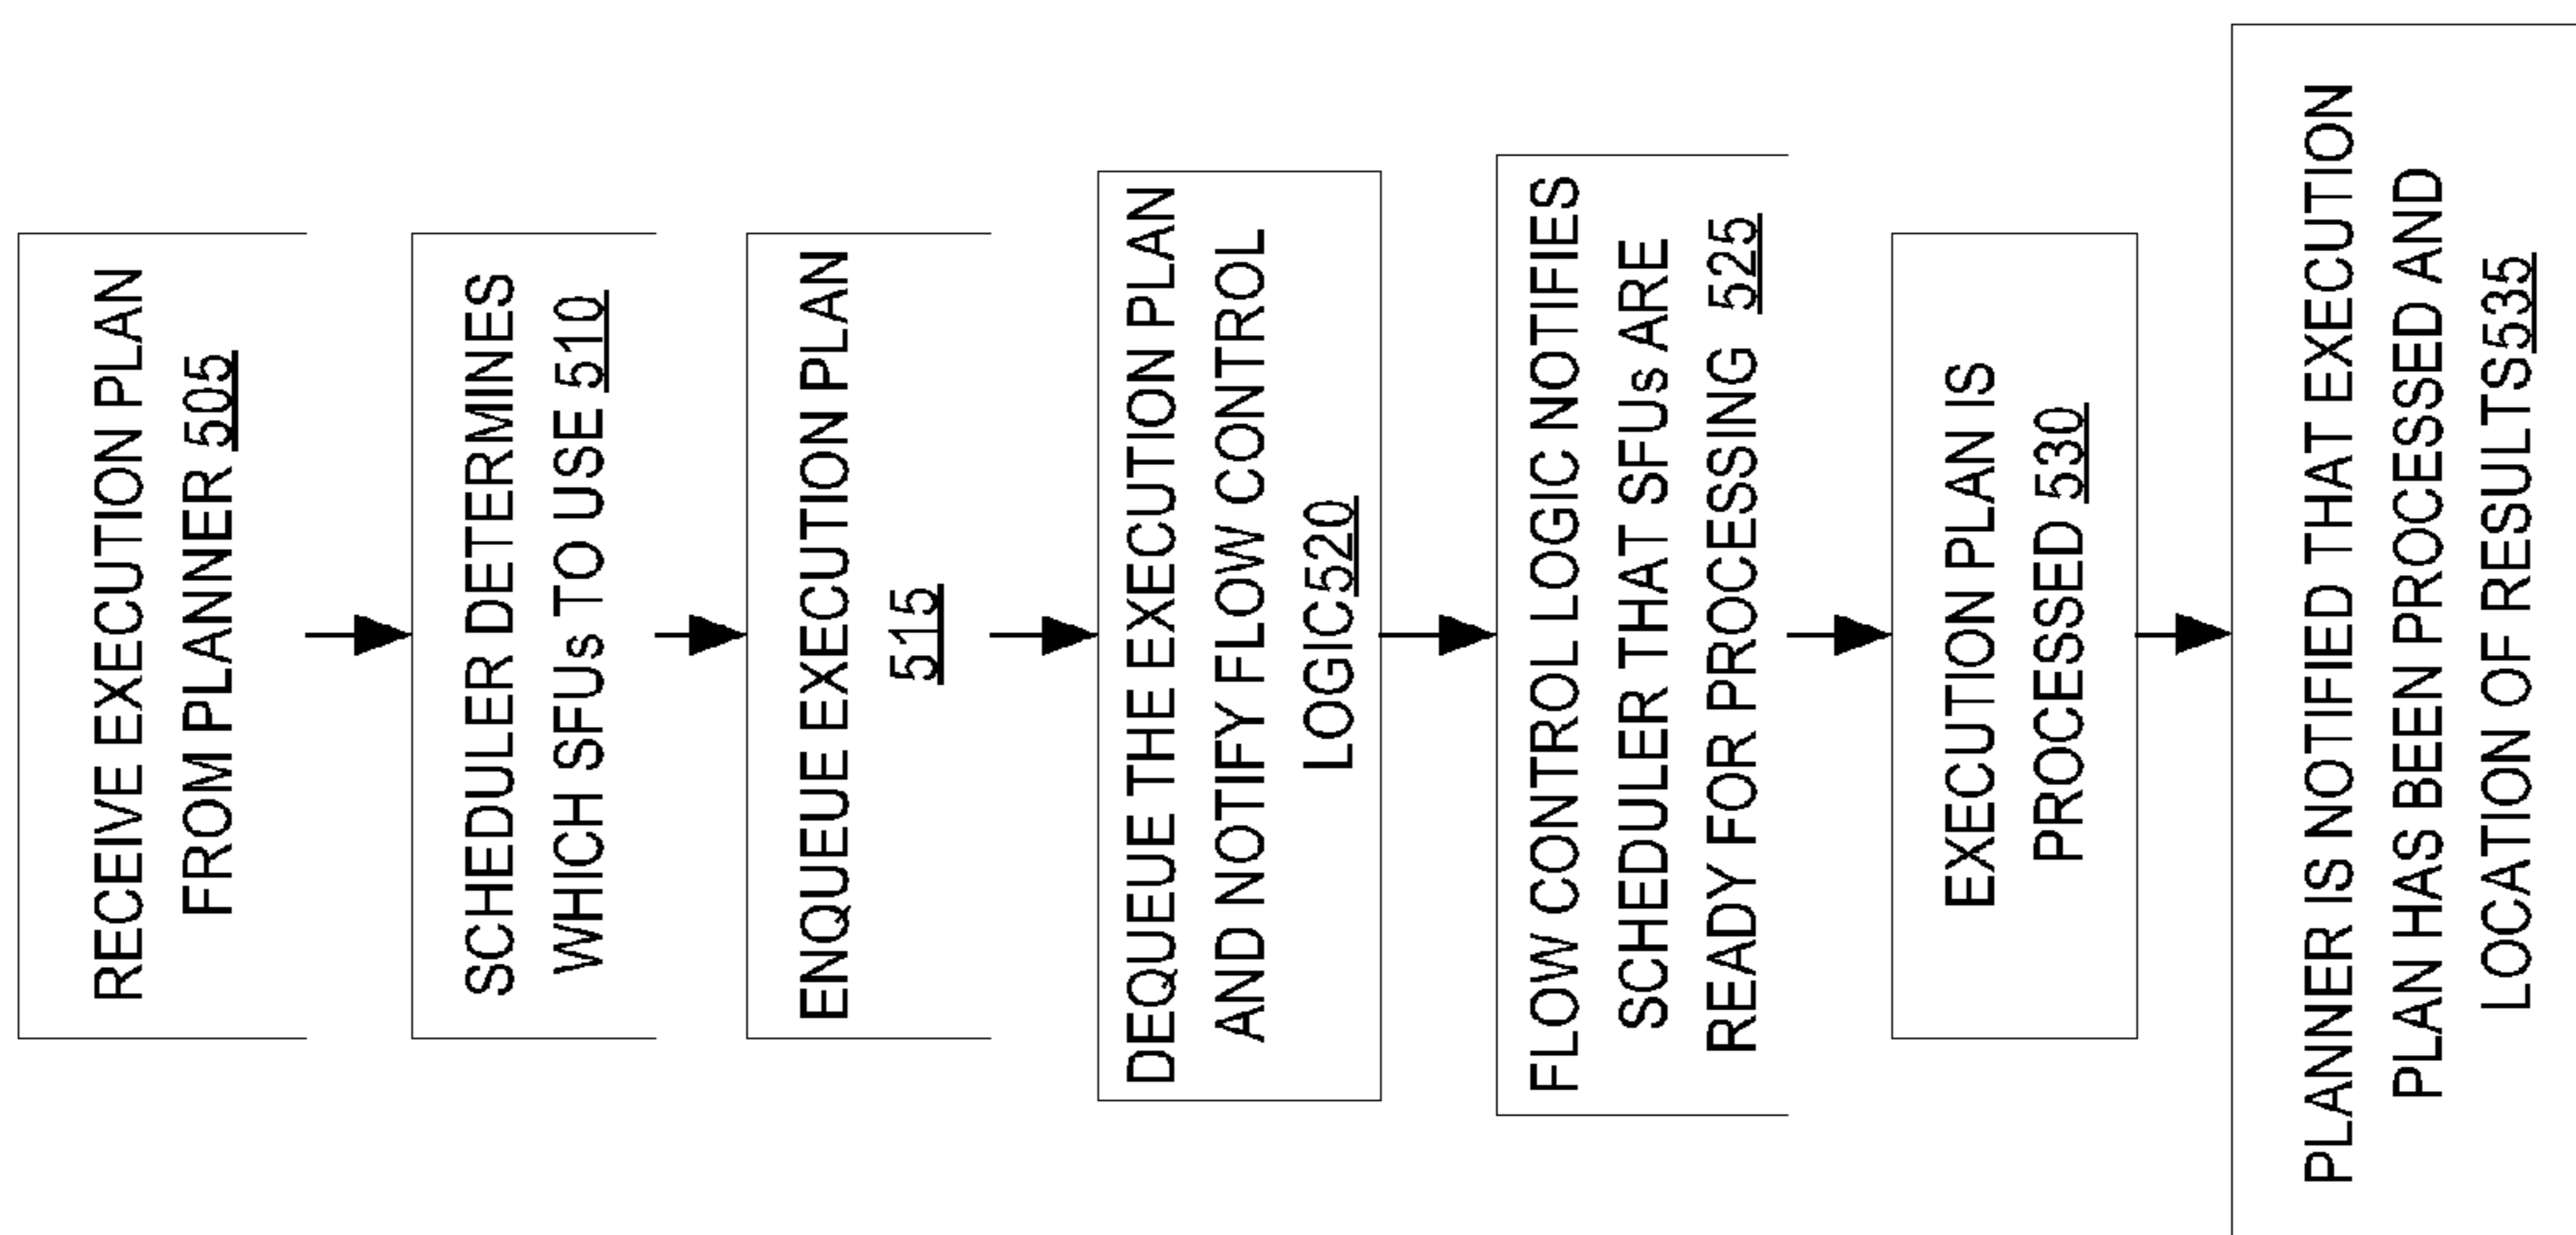 RECEIVE EXECUTION PLAN
FROM PLANNER 505
SCHEDULER DETERMINES
WHICH SFUs TO USE 510
ENQUEUE EXECUTION PLAN
515
DEQUEUE THE EXECUTION PLAN
AND NOTIFY FLOW CONTROL
LOGIC520
FLOW CONTROL LOGIC NOTIFIES
SCHEDULER THAT SFUs ARE
READY FOR PROCESSING 525
EXECUTION PLAN IS
PROCESSED 530
PLANNER IS NOTIFIED THAT EXECUTION
PLAN HAS BEEN PROCESSED AND
LOCATION OF RESULTS535